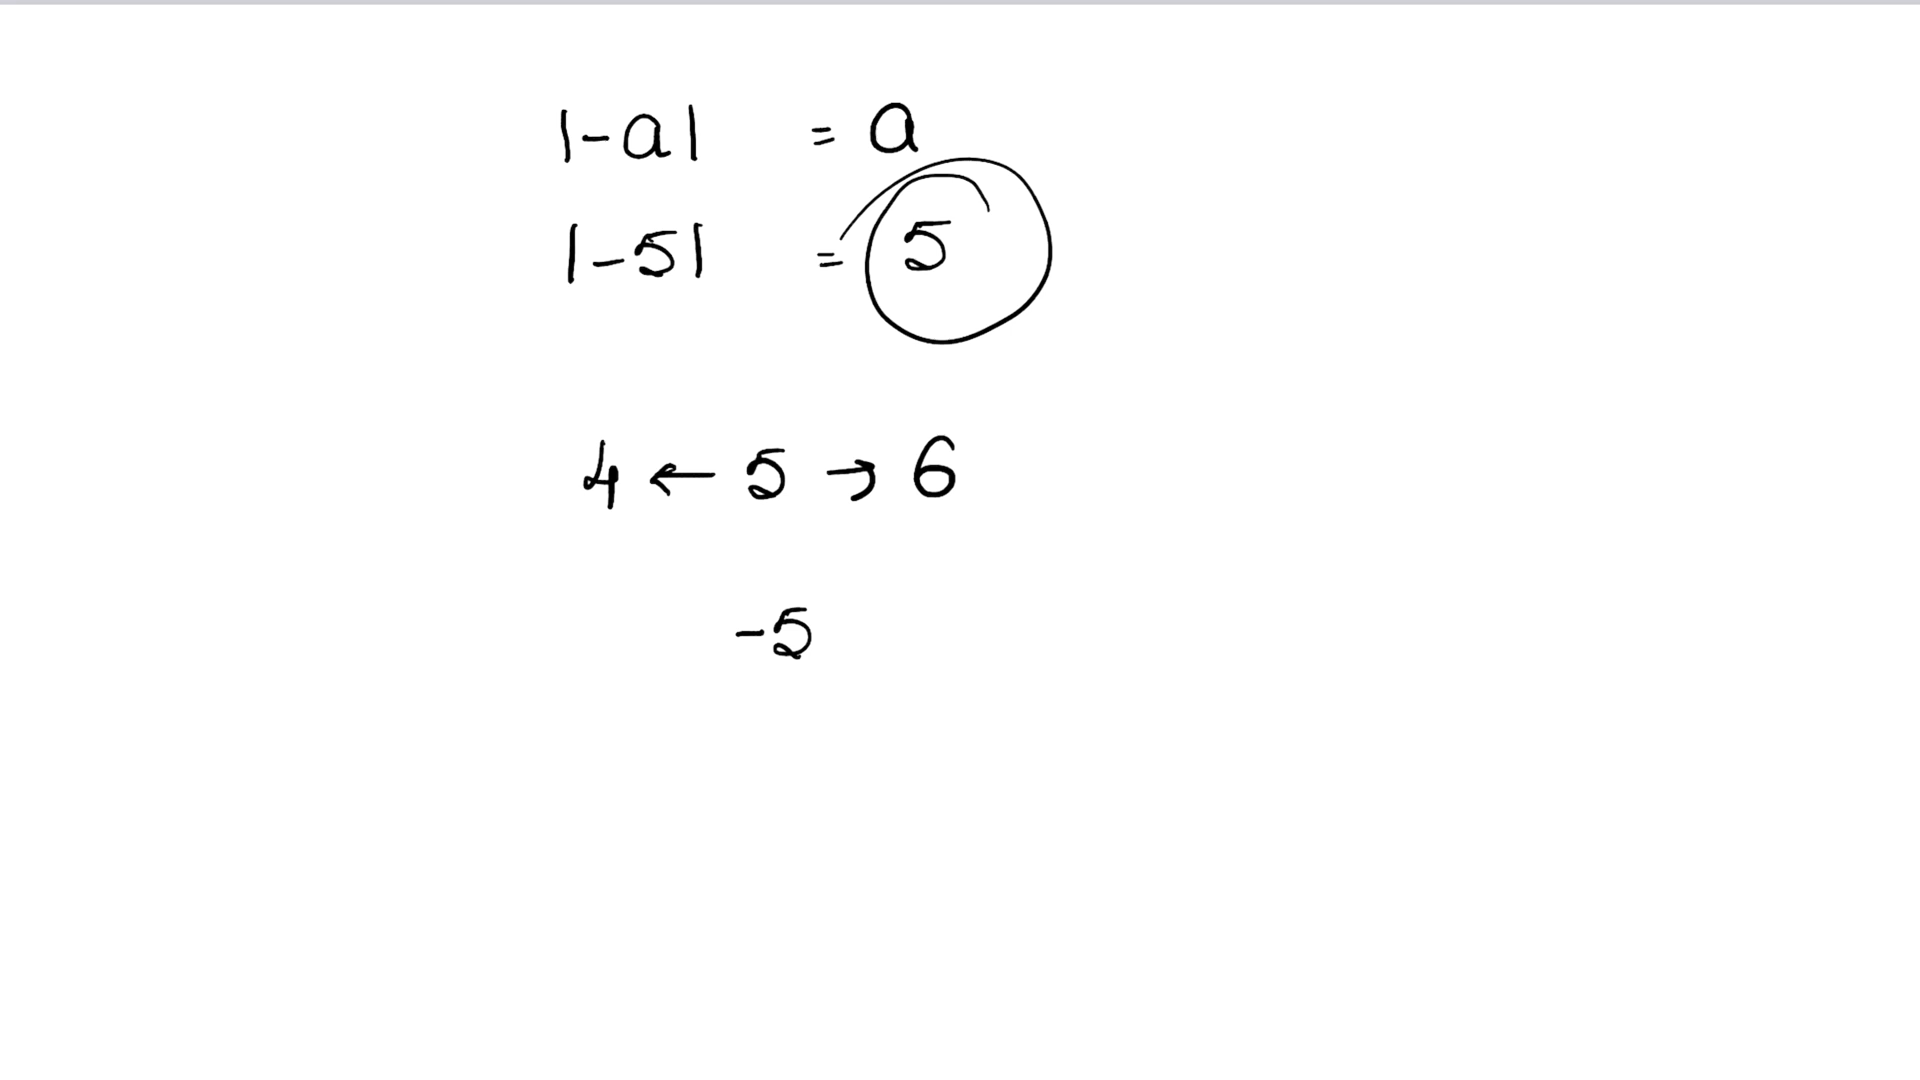 |-a| = a
|-5| = 5
4 ← 5 → 6
-5